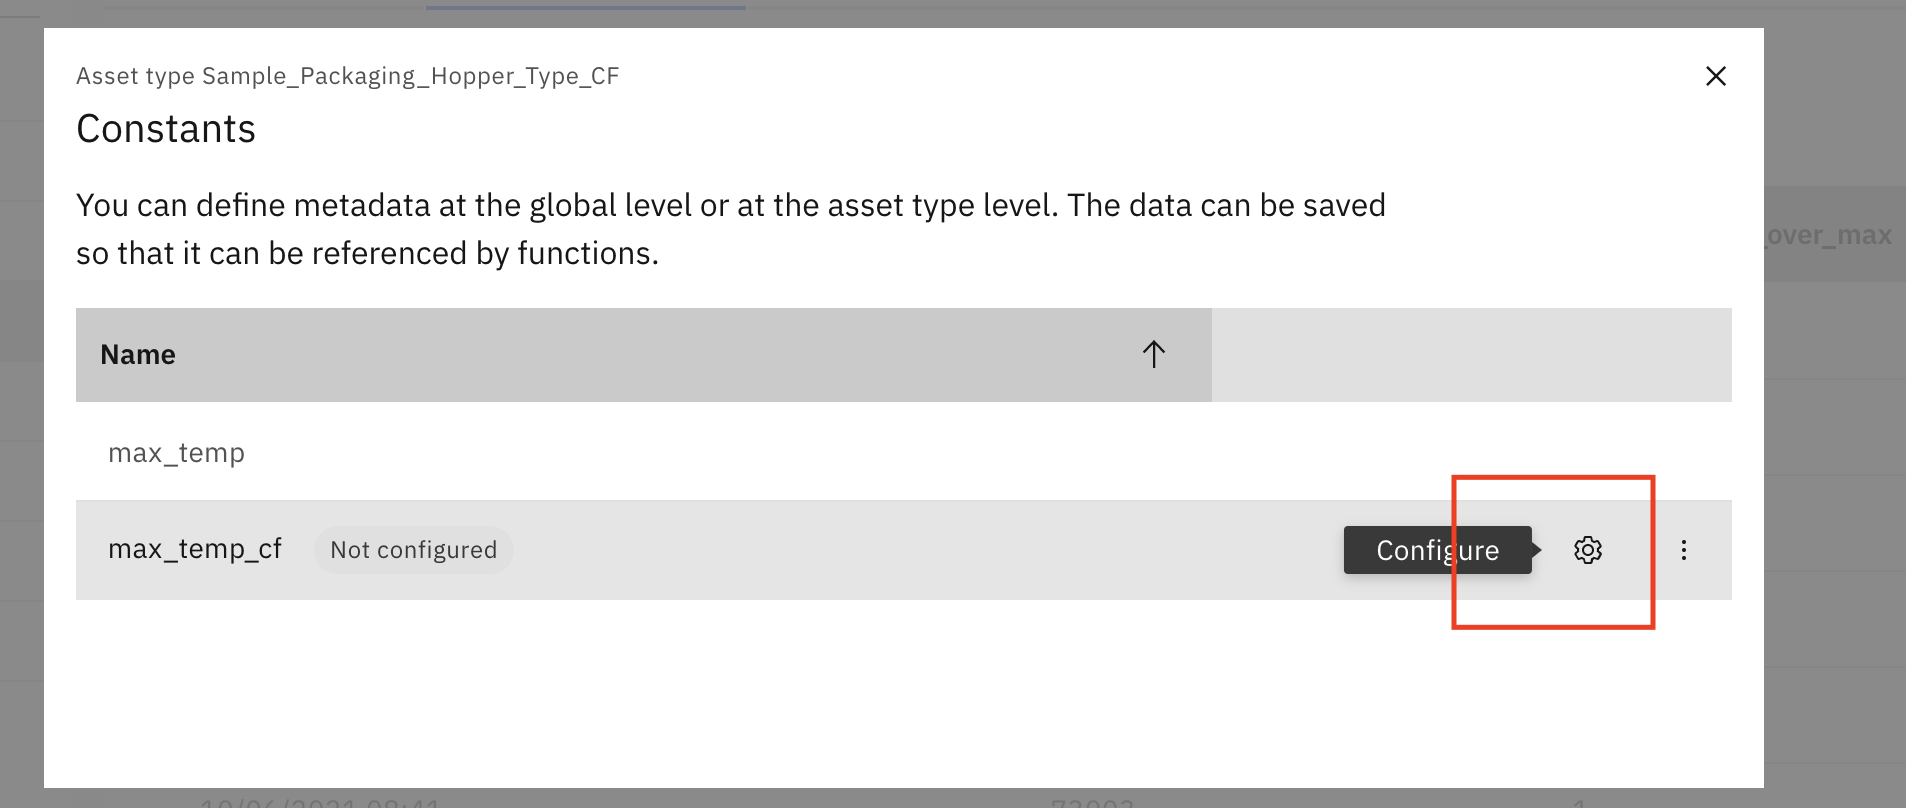 Asset type Sample_Packaging_Hopper_Type_CF
Constants
You can define metadata at the global level or at the asset type level. The data can be saved
so that it can be referenced by functions.
_over_max
Name
max_temp
max_temp_cf Not configured Configure